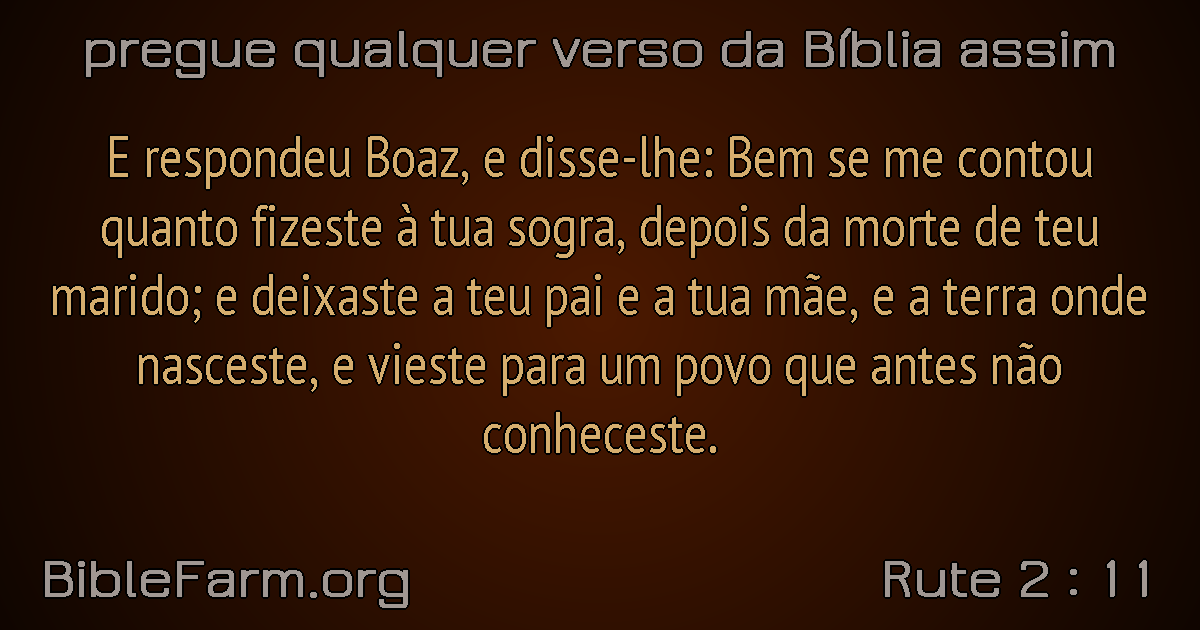 pregue qualquer verso da Bíblia assim
E respondeu Boaz, e disse-lhe: Bem se me contou
quanto fizeste à tua sogra, depois da morte de teu
marido; e deixaste a teu pai e a tua mãe, e a terra onde
nasceste, e vieste para um povo que antes não
conheceste.
BibleFarm.org
Rute 2 : 11